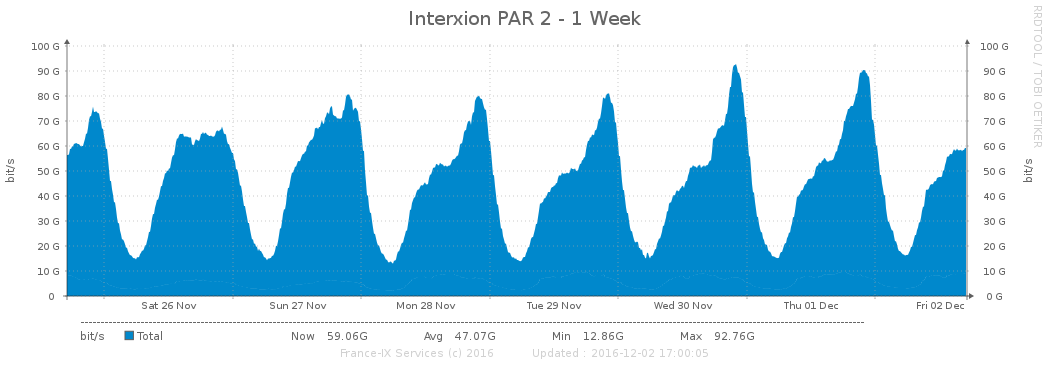 Interxion PAR 2 - 1 Week
RRDTOOL / TOBI OETIKER
100 G 100 G
90 G 90 G
80 G 80 G
70 G 70 G
60 G 60 G
50 G 50 G
40 G 40 G
30 G 30 G
20 G 20 G
10 G 10 G
0 0 G
bit/s bit/s
Sat 26 Nov Sun 27 Nov Mon 28 Nov Tue 29 Nov Wed 30 Nov Thu 01 Dec Fri 02 Dec
bit/s Total Now 59.06G Avg 47.07G Min 12.86G Max 92.76G
France-IX Services (c) 2016 Updated : 2016-12-02 17:00:05